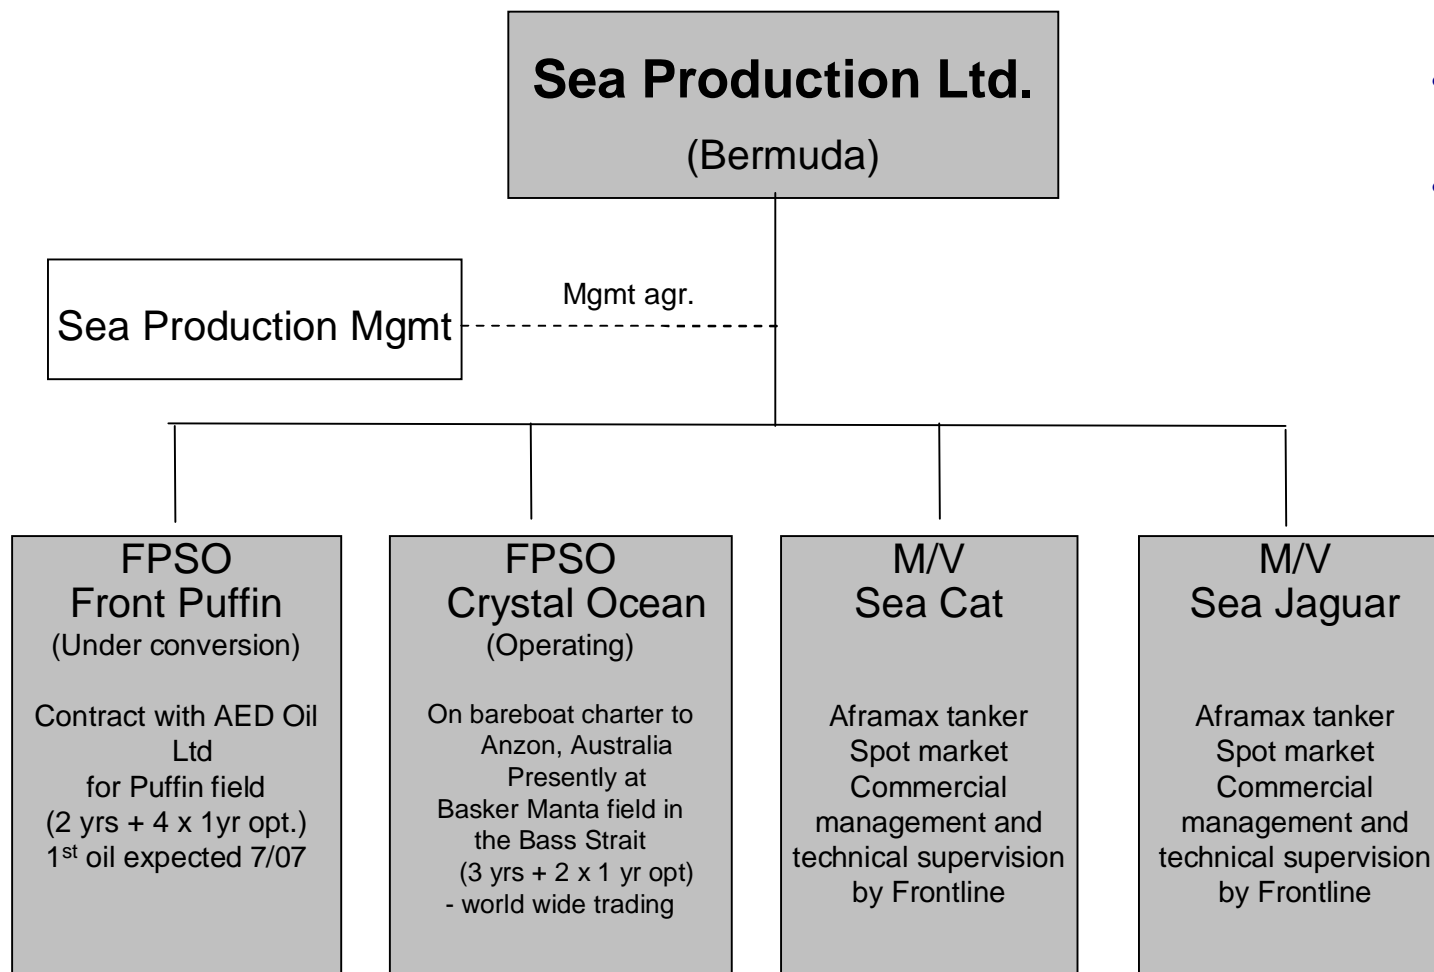 Sea Production Ltd.
(Bermuda)
Mgmt agr.
Sea Production Mgmt
FPSO
Front Puffin
(Under conversion)
Contract with AED Oil
Ltd
for Puffin field
(2 yrs + 4 x 1yr opt.)
1st oil expected 7/07
FPSO
Crystal Ocean
(Operating)
On bareboat charter to
Anzon, Australia
Presently at
Basker Manta field in
the Bass Strait
(3 yrs + 2 x 1 yr opt)
- world wide trading
M/V
Sea Cat
Aframax tanker
Spot market
Commercial
management and
technical supervision
by Frontline
M/V
Sea Jaguar
Aframax tanker
Spot market
Commercial
management and
technical supervision
by Frontline